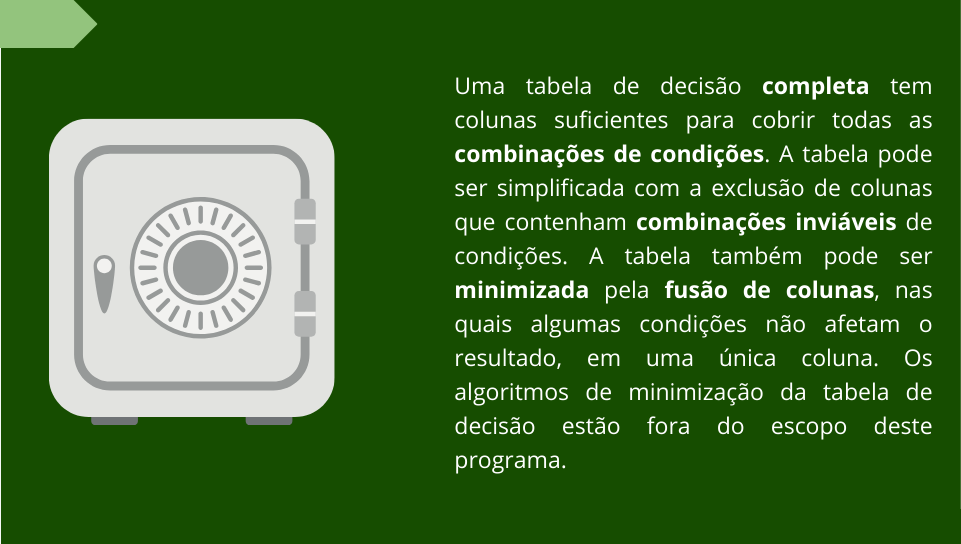 Uma tabela de decisão completa tem
colunas suficientes para cobrir todas as
combinações de condições. A tabela pode
ser simplificada com a exclusão de colunas
que contenham combinações inviáveis de
condições. A tabela também pode ser
minimizada pela fusão de colunas, nas
quais algumas condições não afetam o
resultado, em uma única coluna. Os
algoritmos de minimização da tabela de
decisão estão fora do escopo deste
programa.